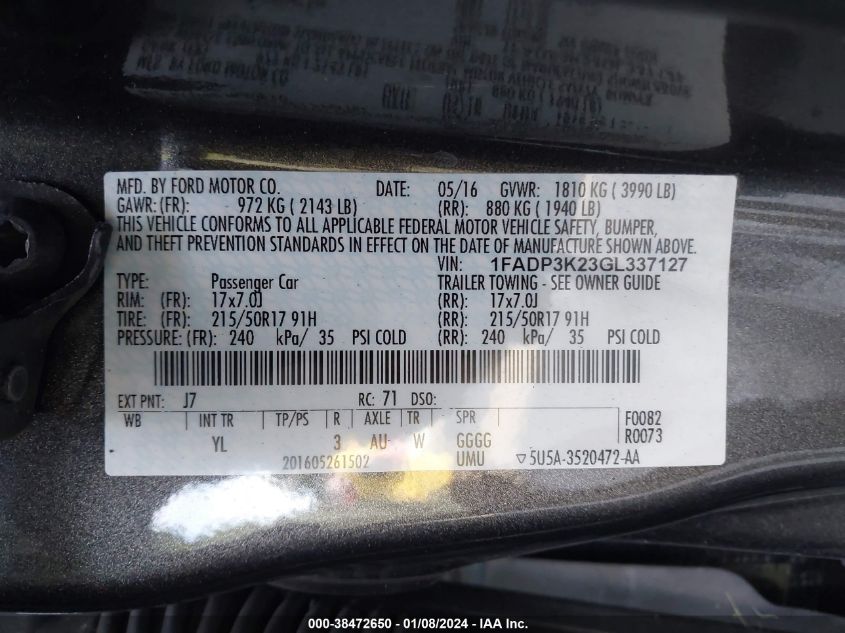 MFD. BY FORD MOTOR CO. DATE: 05/16 GVWR: 1810 KG ( 3990 LB)
GAWR:(FR): 972 KG ( 2143 LB) (RR): 880 KG ( 1940 LB)
THIS VEHICLE CONFORMS TO ALL APPLICABLE FEDERAL MOTOR VEHICLE SAFETY, BUMPER,
AND THEFT PREVENTION STANDARDS IN EFFECT ON THE DATE OF MANUFACTURE SHOWN ABOVE.
VIN: 1FADP3K23GL337127
TYPE: Passenger Car TRAILER TOWING - SEE OWNER GUIDE
RIM: (FR): 17x7.0J (RR): 17x7.0J
TIRE: (FR): 215/50R17 91H (RR): 215/50R17 91H
PRESSURE: (FR): 240 kPa/ 35 PSI COLD (RR): 240 kPa/ 35 PSI COLD
EXT PNT: J7 RC: 71 DSO:
WB INT TR TP/PS R AXLE TR SPR F0082
YL 3 AU W GGGG R0073
201605261502 UMU ▽5U5A-3520472-AA
000-38472650 - 01/08/2024 - IAA Inc.